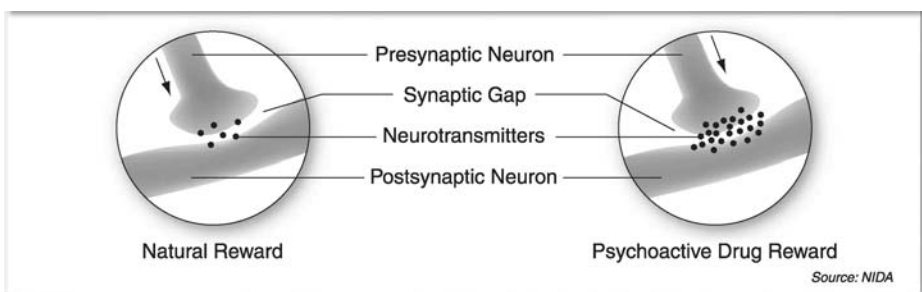 Presynaptic Neuron
Synaptic Gap
Neurotransmitters
Postsynaptic Neuron
Natural Reward
Psychoactive Drug Reward
Source: NIDA